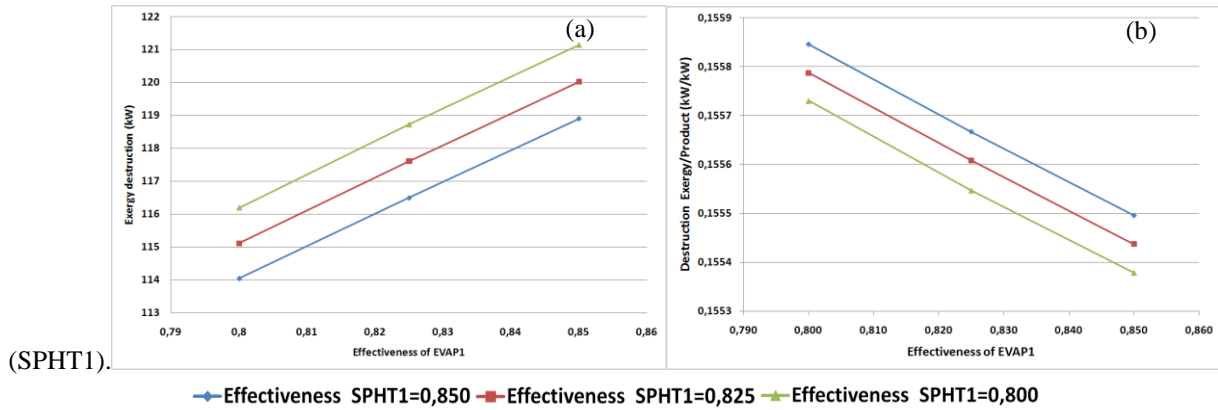 122
121
120
119
118
117
116
115
114
113
Exergy destruction (kW)
(a)
0,79 0,8 0,81 0,82 0,83 0,84 0,85 0,86
Effectiveness of EVAP1
0,1559
0,1558
0,1557
0,1556
0,1555
0,1554
0,1553
Destruction Exergy/Product (kW/kW)
(b)
0,790 0,800 0,810 0,820 0,830 0,840 0,850 0,860
Effectiveness of EVAP1
(SPHT1).
Effectiveness SPHT1=0,850 Effectiveness SPHT1=0,825 Effectiveness SPHT1=0,800